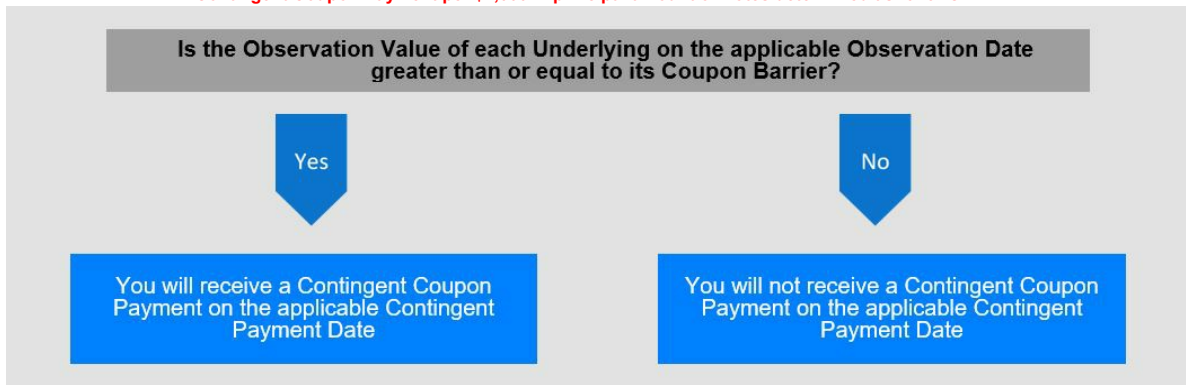 Is the Observation Value of each Underlying on the applicable Observation Date
greater than or equal to its Coupon Barrier?
Yes
No
You will receive a Contingent Coupon
Payment on the applicable Contingent
Payment Date
You will not receive a Contingent Coupon
Payment on the applicable Contingent
Payment Date